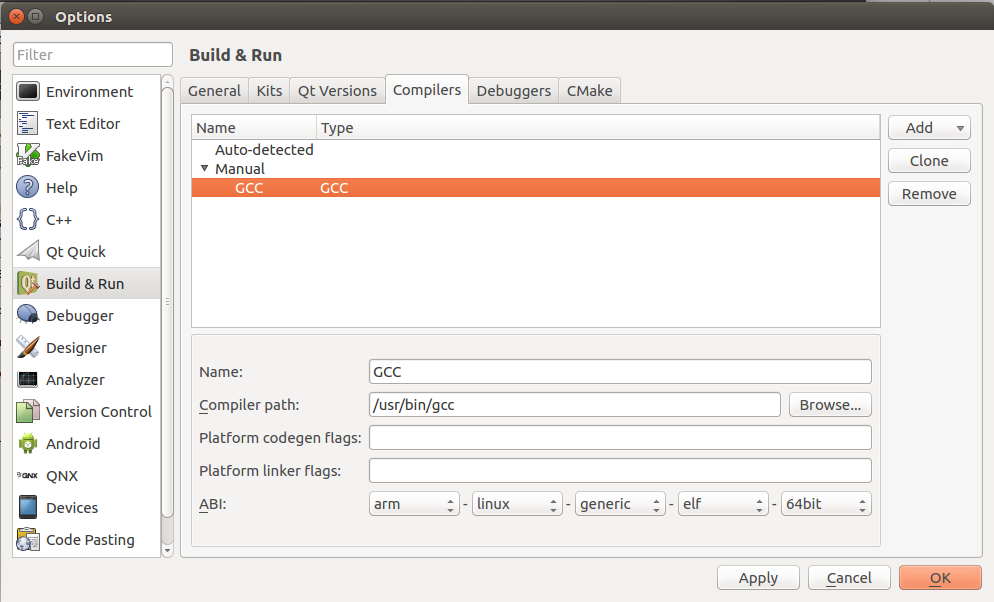 Options
Filter
Build & Run
Environment
Text Editor
FakeVim
Help
C++
Qt Quick
Build & Run
Debugger
Designer
Analyzer
Version Control
Android
QNX
Devices
Code Pasting
General Kits Qt Versions Compilers Debuggers CMake
Name Type
Auto-detected
Manual
GCC GCC
Add
Clone
Remove
Name: GCC
Compiler path: /usr/bin/gcc Browse...
Platform codegen flags:
Platform linker flags:
ABI: arm - linux - generic - elf - 64bit
Apply Cancel OK